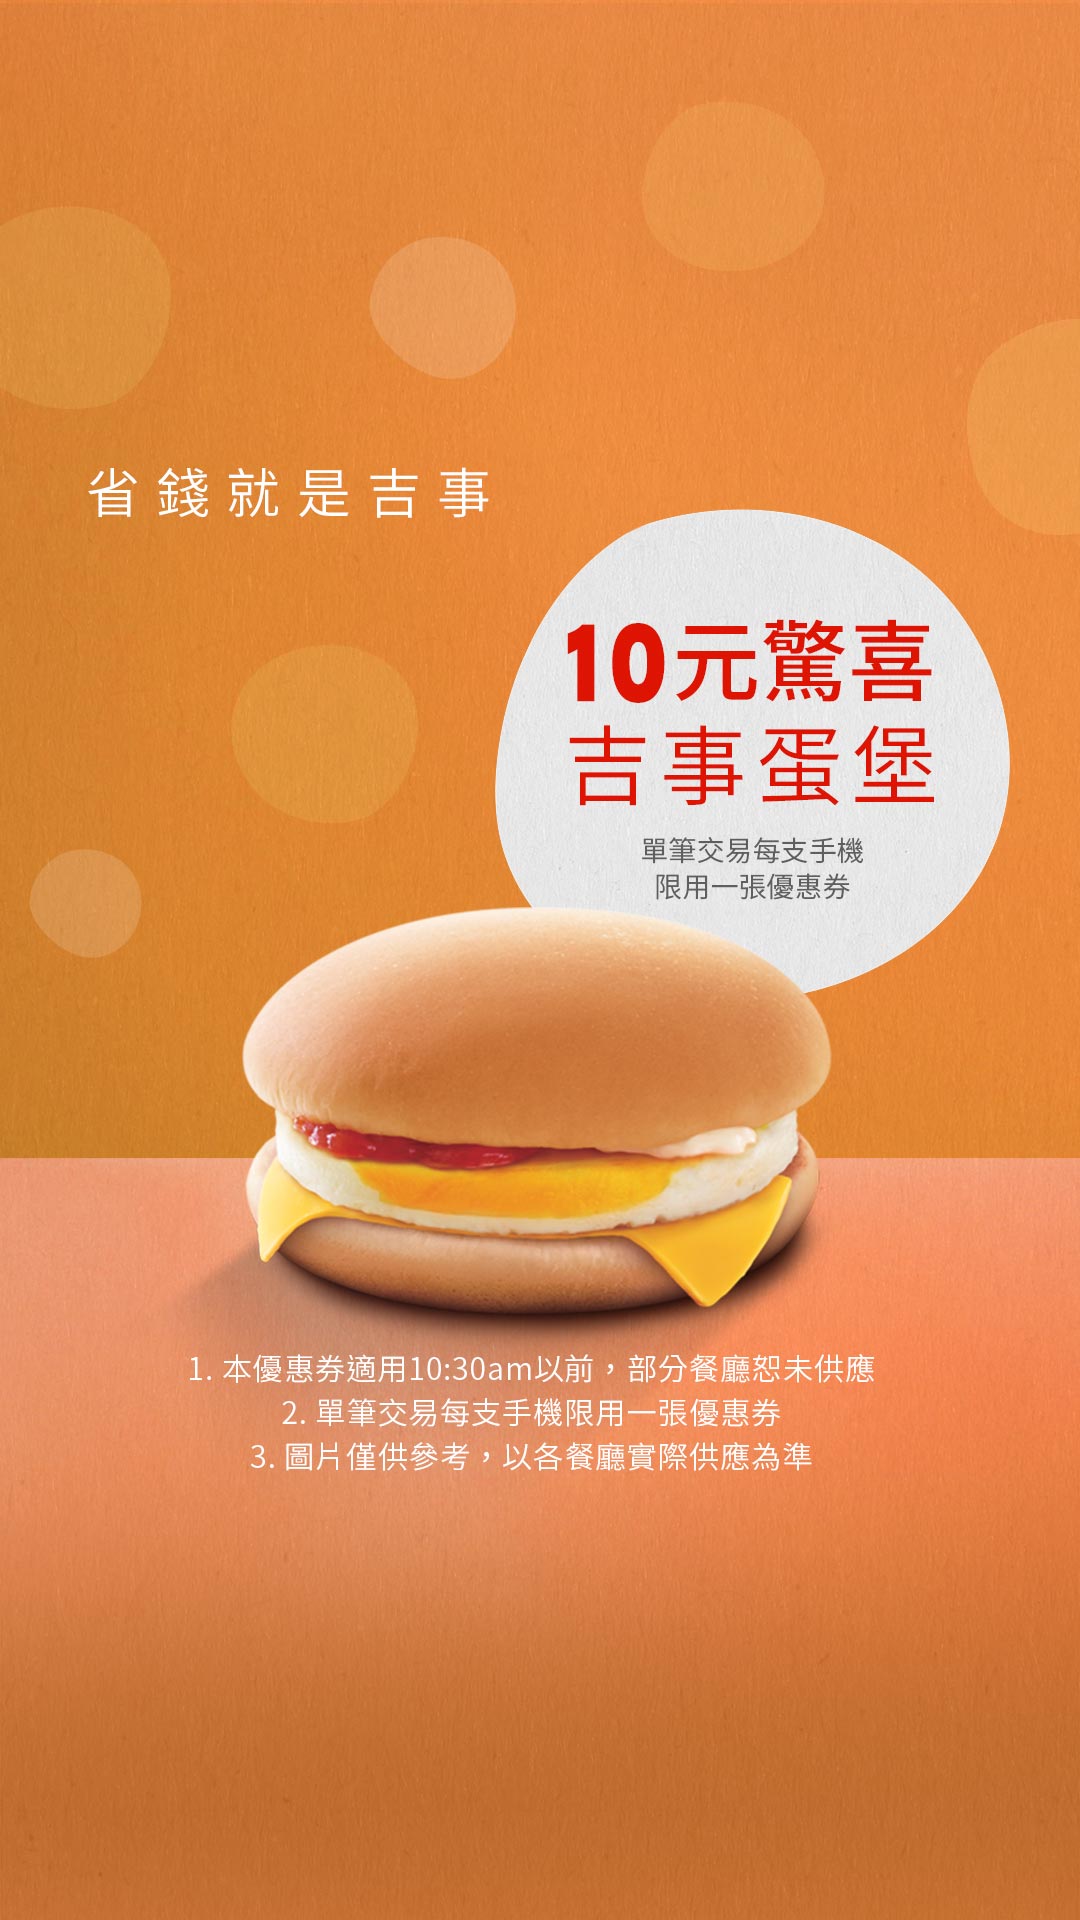 省錢就是吉事
10元驚喜
吉事蛋堡
單筆交易每支手機
限用一張優惠券
1. 本優惠券適用10:30am以前，部分餐廳恕未供應
2. 單筆交易每支手機限用一張優惠券
3. 圖片僅供參考，以各餐廳實際供應為準